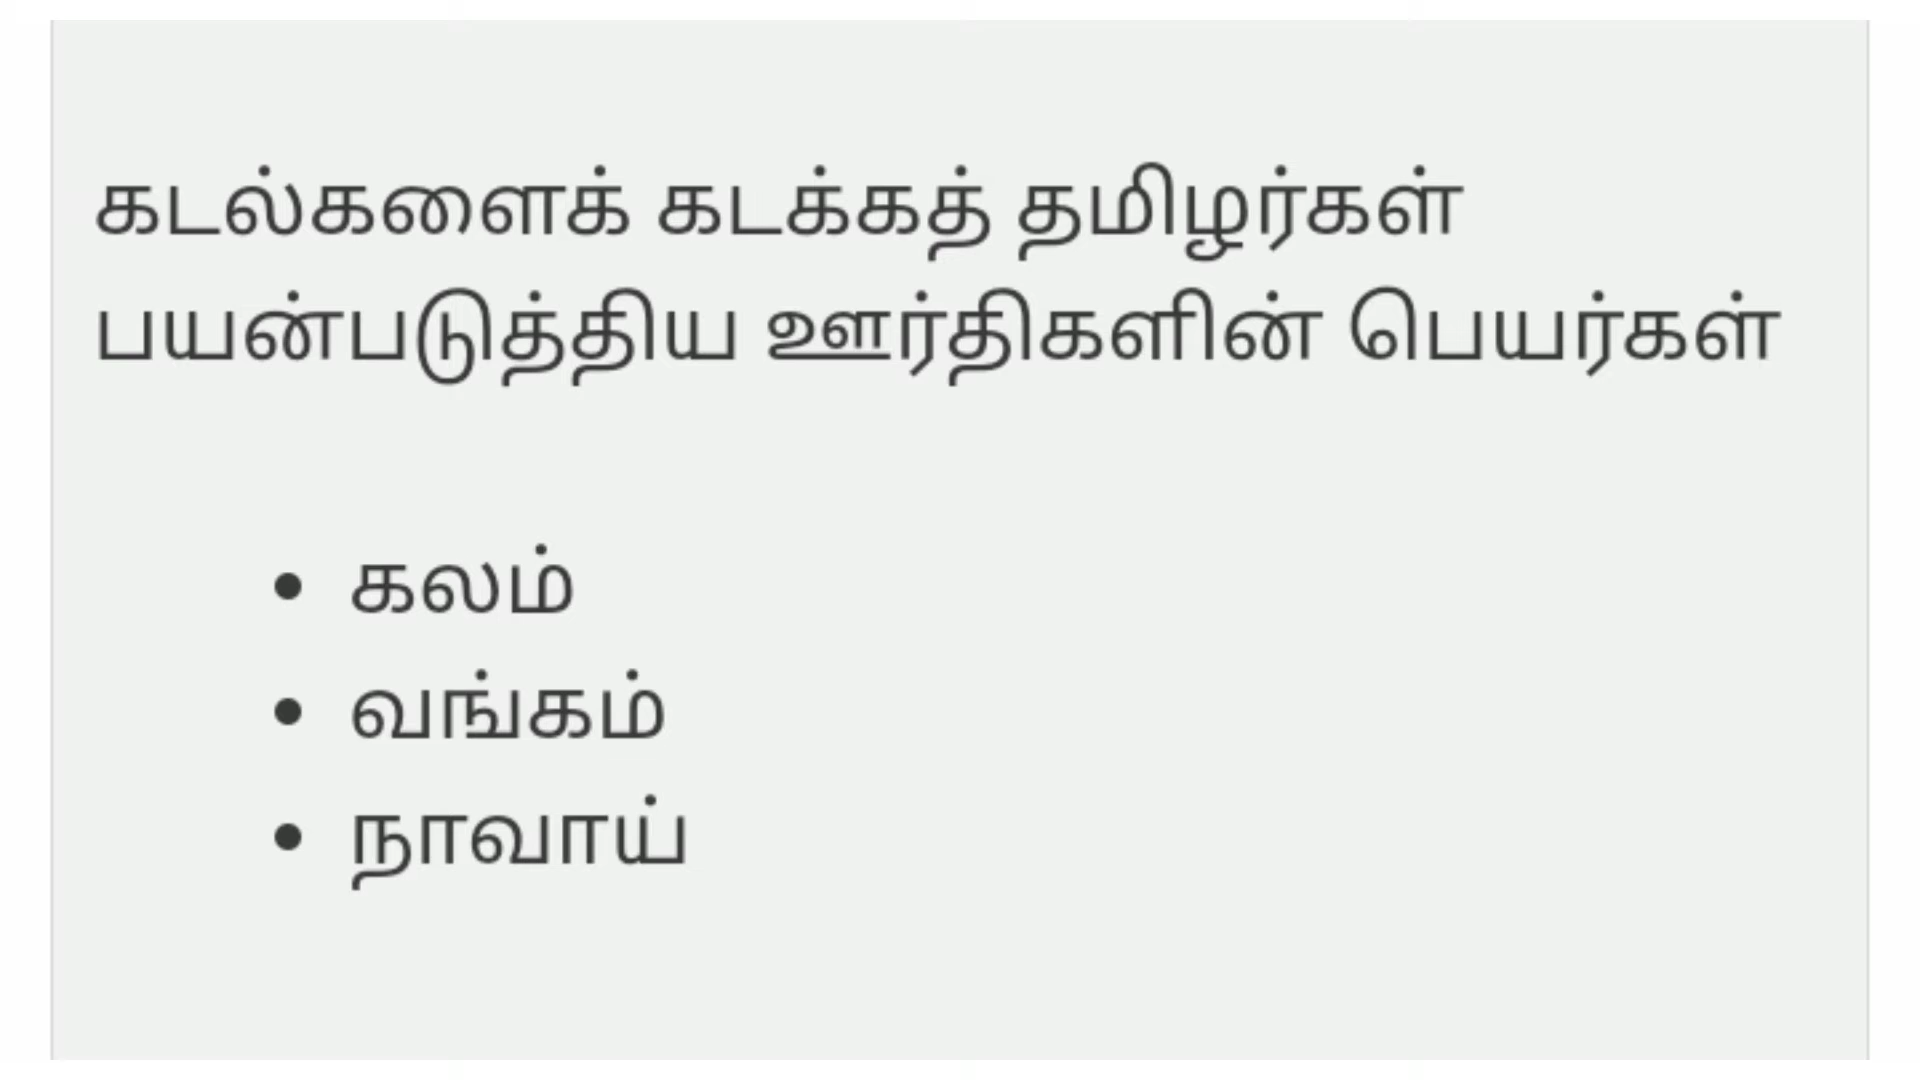 கடல்களைக் கடக்கத் தமிழர்கள்
பயன்படுத்திய ஊர்திகளின் பெயர்கள்
• கலம்
• வங்கம்
• நாவாய்